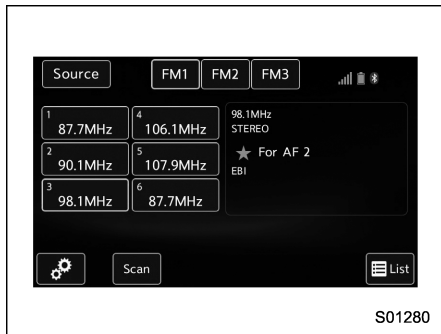 Source
FM1
FM2
FM3
1
87.7MHz
4
106.1MHz
2
90.1MHz
5
107.9MHz
3
98.1MHz
6
87.7MHz
98.1MHz
STEREO
For AF 2
EBI
Scan
List
S01280